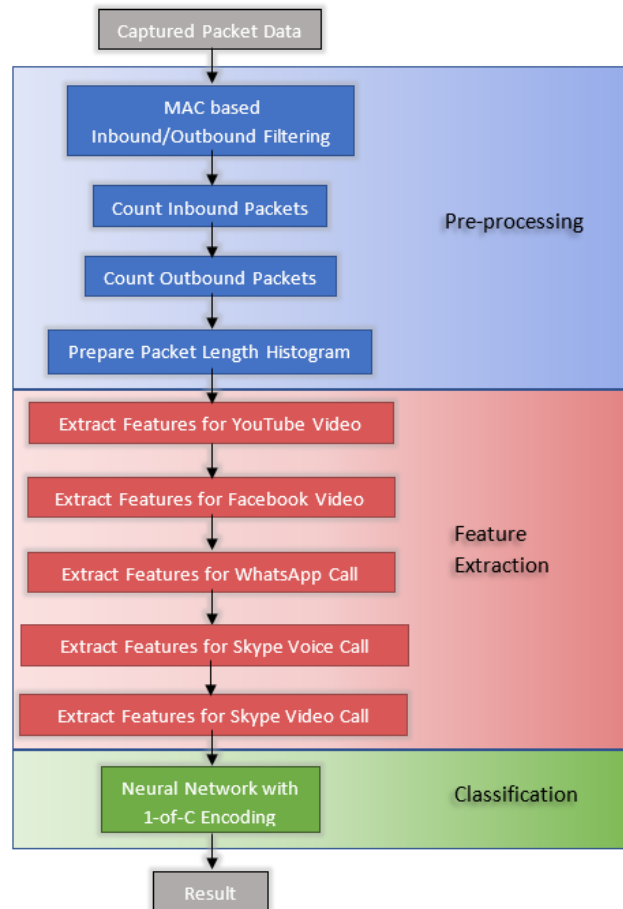 Captured Packet Data
MAC based
Inbound/Outbound Filtering
Count Inbound Packets
Pre-processing
Count Outbound Packets
Prepare Packet Length Histogram
Extract Features for YouTube Video
Extract Features for Facebook Video
Feature
Extraction
Extract Features for WhatsApp Call
Extract Features for Skype Voice Call
Extract Features for Skype Video Call
Neural Network with
1-of-C Encoding
Classification
Result